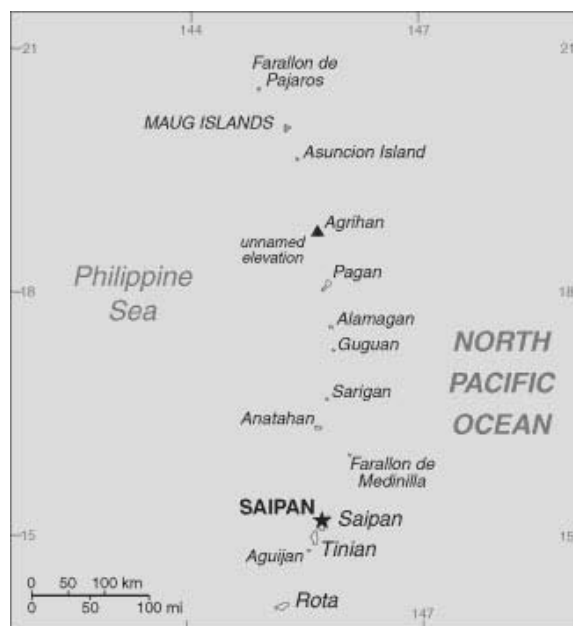 144
147
21
21
Farallon de
Pajaros
MAUG ISLANDS
Asuncion Island
Agrihan
unnamed
elevation
Philippine
Sea
Pagan
18
18
Alamagan
Guguan
NORTH
PACIFIC
OCEAN
Sarigan
Anatahan
Farallon de
Medinilla
SAIPAN
Saipan
15
15
Tinian
Aguijan
0 50 100 km
0 50 100 mi
Rota
147